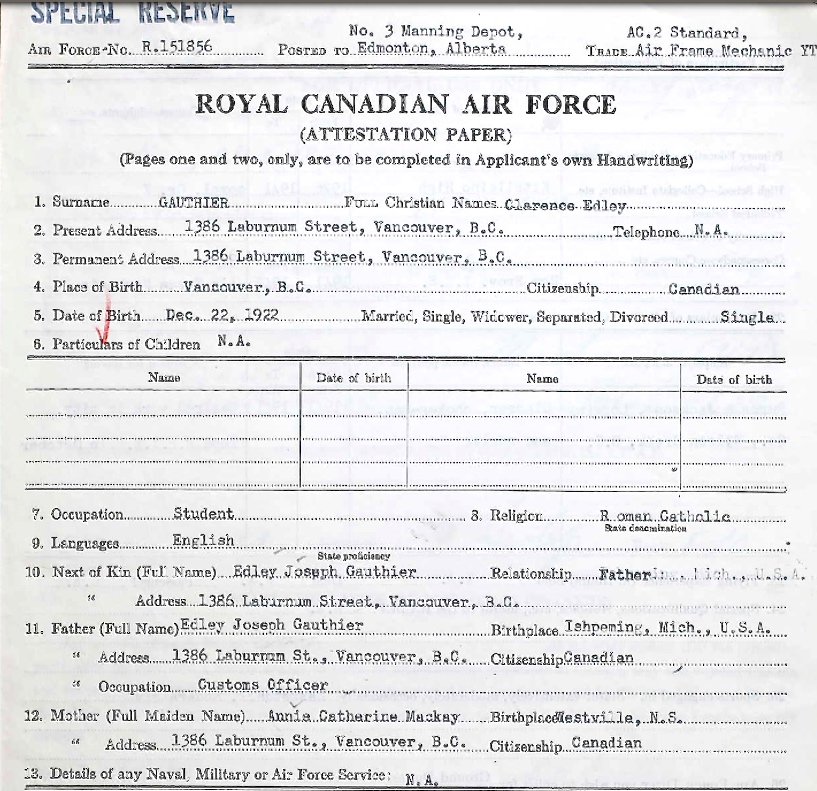 SPECIAL RESERVE
No. 3 Manning Depot, AC.2 Standard,
AIR FORCE NO. R.151856 POSTED TO Edmonton, Alberta TRADE Air Frame Mechanic YT
ROYAL CANADIAN AIR FORCE
(ATTESTATION PAPER)
(Pages one and two, only, are to be completed in Applicant's own Handwriting)
1. Surname GAUTHIER Full Christian Names Clarence Edley
2. Present Address 1386 Laburnum Street, Vancouver, B.C. Telephone N.A.
3. Permanent Address 1386 Laburnum Street, Vancouver, B.C.
4. Place of Birth Vancouver, B.C. Citizenship Canadian
5. Date of Birth Dec. 22, 1922 Married, Single, Widower, Separated, Divorced Single
6. Particulars of Children N.A.
Name Date of birth Name Date of birth
7. Occupation Student 8. Religion Roman Catholic
State denomination
9. Languages English
State proficiency
10. Next of Kin (Full Name) Edley Joseph Gauthier Relationship Father Mich., U.S.A.
" Address 1386 Laburnum Street, Vancouver, B.C.
11. Father (Full Name) Edley Joseph Gauthier Birthplace Ishpeming, Mich., U.S.A.
" Address 1386 Laburnum St., Vancouver, B.C. Citizenship Canadian
" Occupation Customs Officer
12. Mother (Full Maiden Name) Annie Catharine Mackay Birthplace Westville, N.S.
" Address 1386 Laburnum St., Vancouver, B.C. Citizenship Canadian
13. Details of any Naval, Military or Air Force Service: N.A.